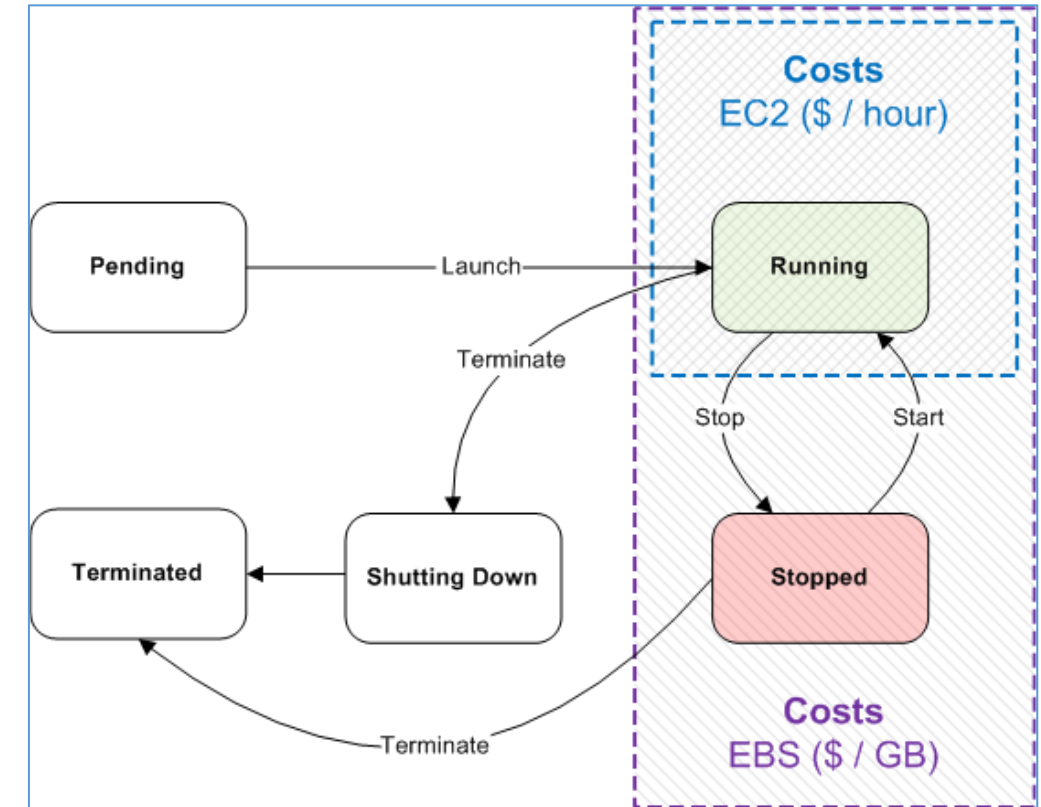 Costs
EC2 ($ / hour)
Pending
Launch
Running
Terminate
Stop
Start
Terminated
Shutting Down
Stopped
Terminate
Costs
EBS ($ / GB)